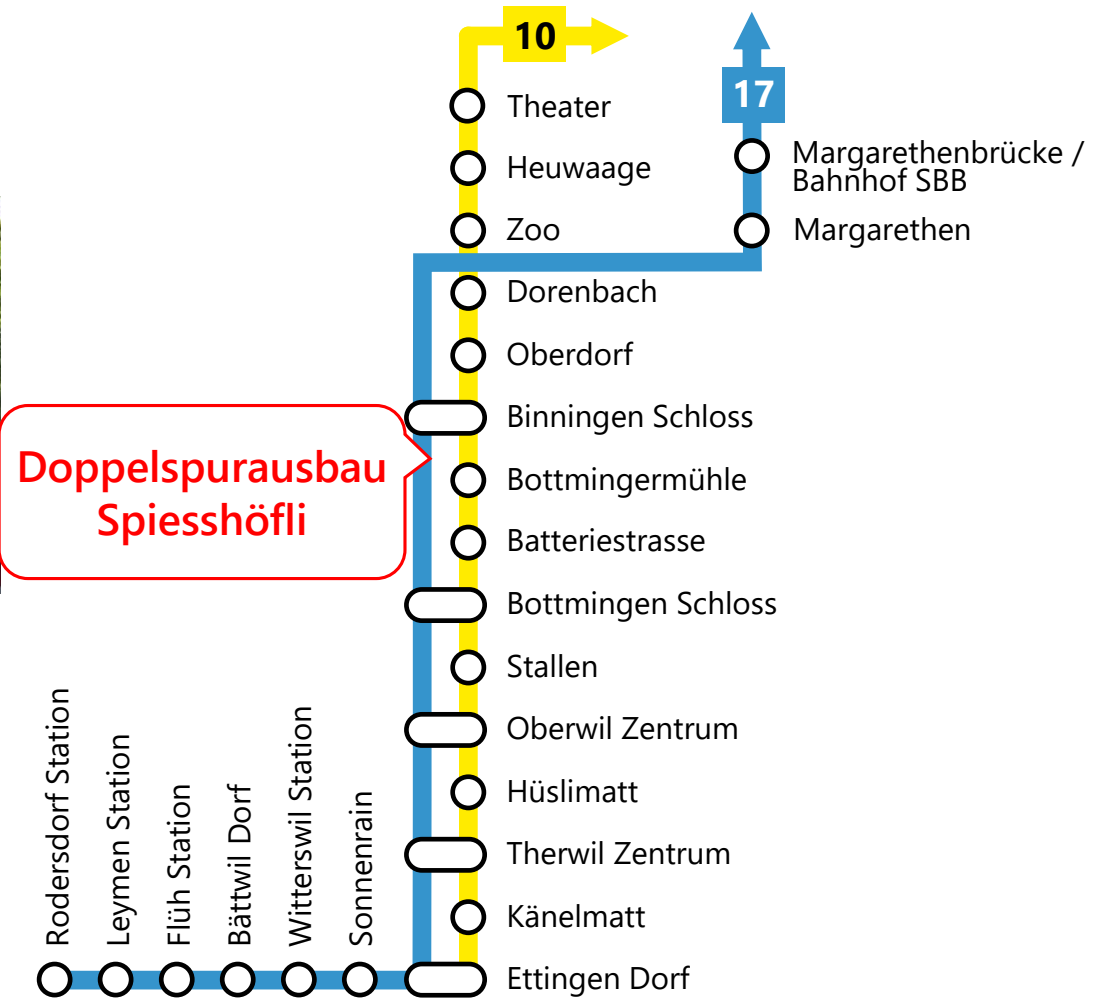 10
17
Theater
Heuwaage
Zoo
Margarethenbrücke /
Bahnhof SBB
Margarethen
Dorenbach
Oberdorf
Binningen Schloss
Bottmingermühle
Batteriestrasse
Bottmingen Schloss
Stallen
Oberwil Zentrum
Hüslimatt
Therwil Zentrum
Känelmatt
Ettingen Dorf
Doppelspurausbau
Spiesshöfli
Rodersdorf Station
Leymen Station
Flüh Station
Bättwil Dorf
Witterswil Station
Sonnenrain